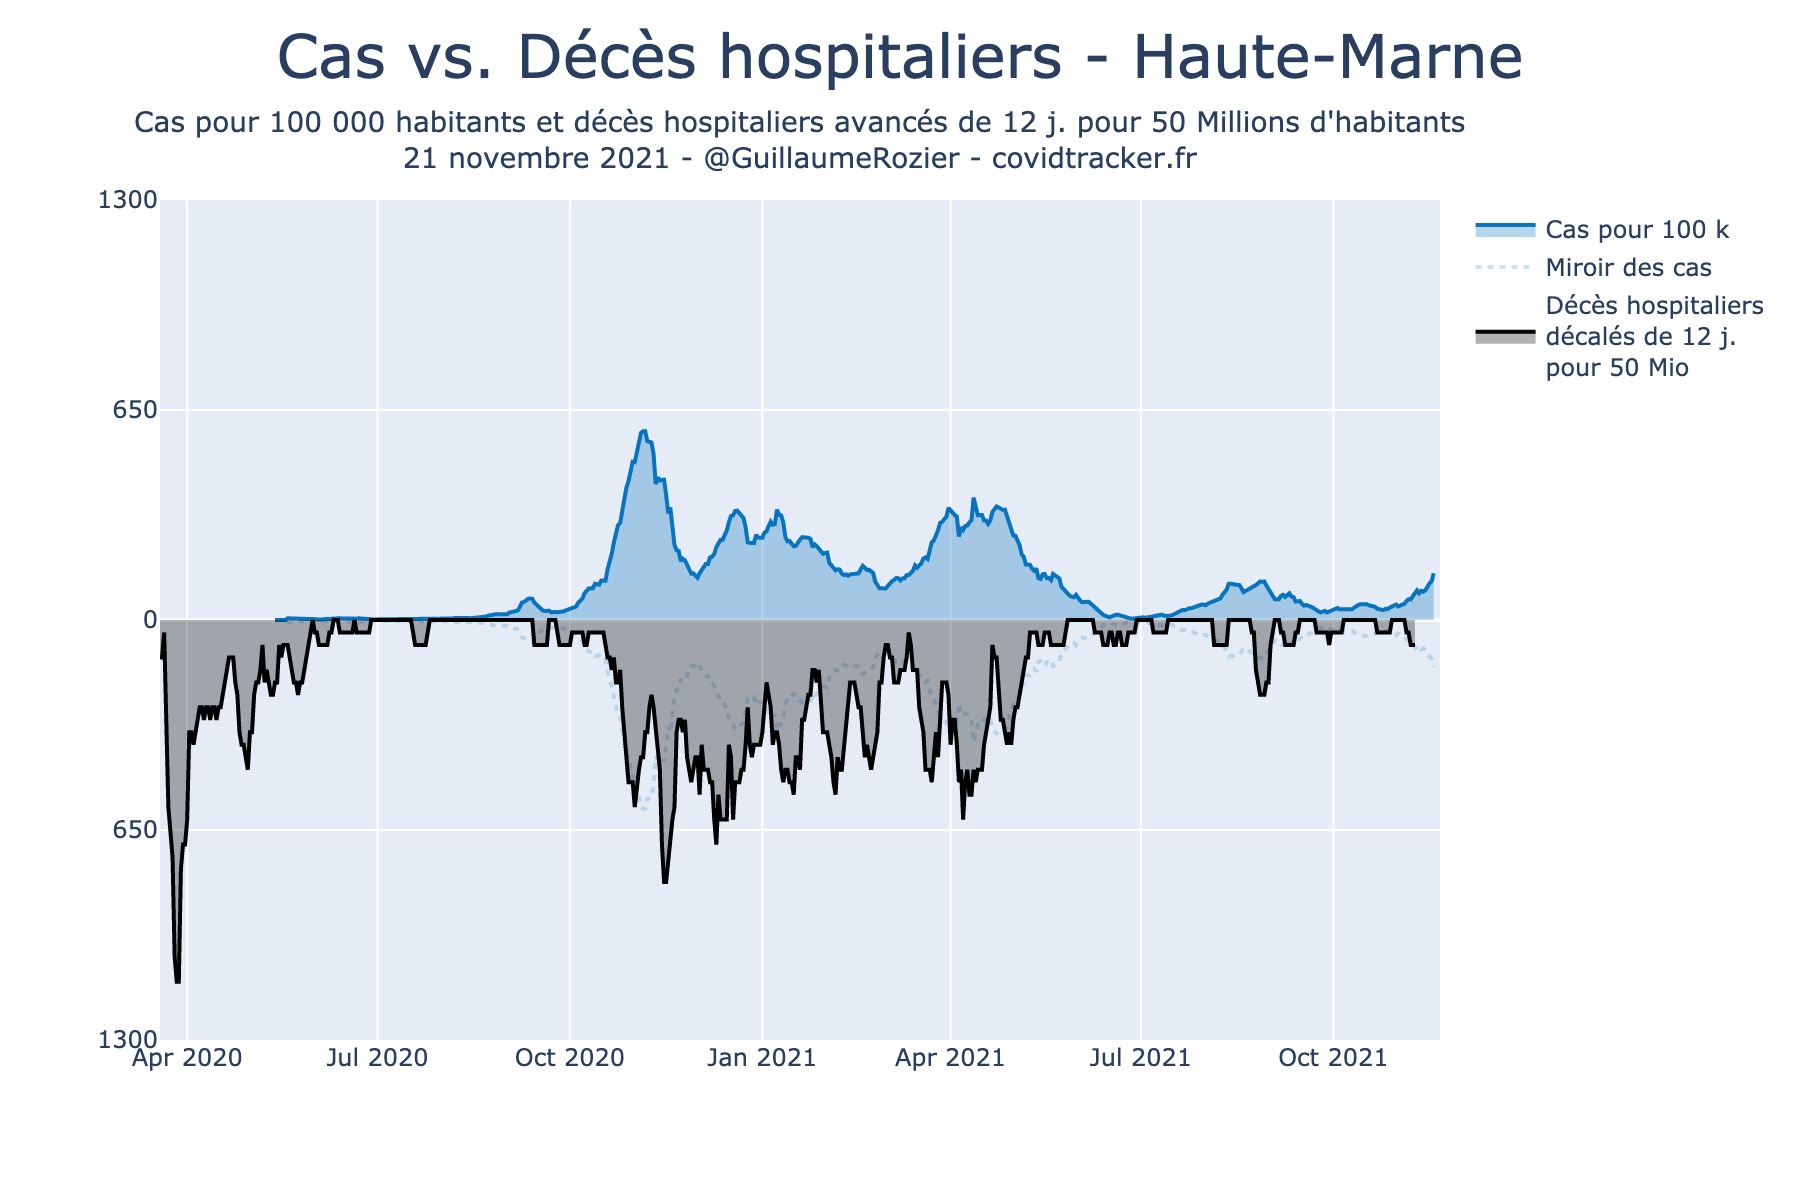 Cas vs. Décès hospitaliers - Haute-Marne
Cas pour 100 000 habitants et décès hospitaliers avancés de 12 j. pour 50 Millions d'habitants
21 novembre 2021 - @GuillaumeRozier - covidtracker.fr
1300
650
0
650
1300
Apr 2020
Jul 2020
Oct 2020
Jan 2021
Apr 2021
Jul 2021
Oct 2021
Cas pour 100 k
Miroir des cas
Décès hospitaliers
décalés de 12 j.
pour 50 Mio